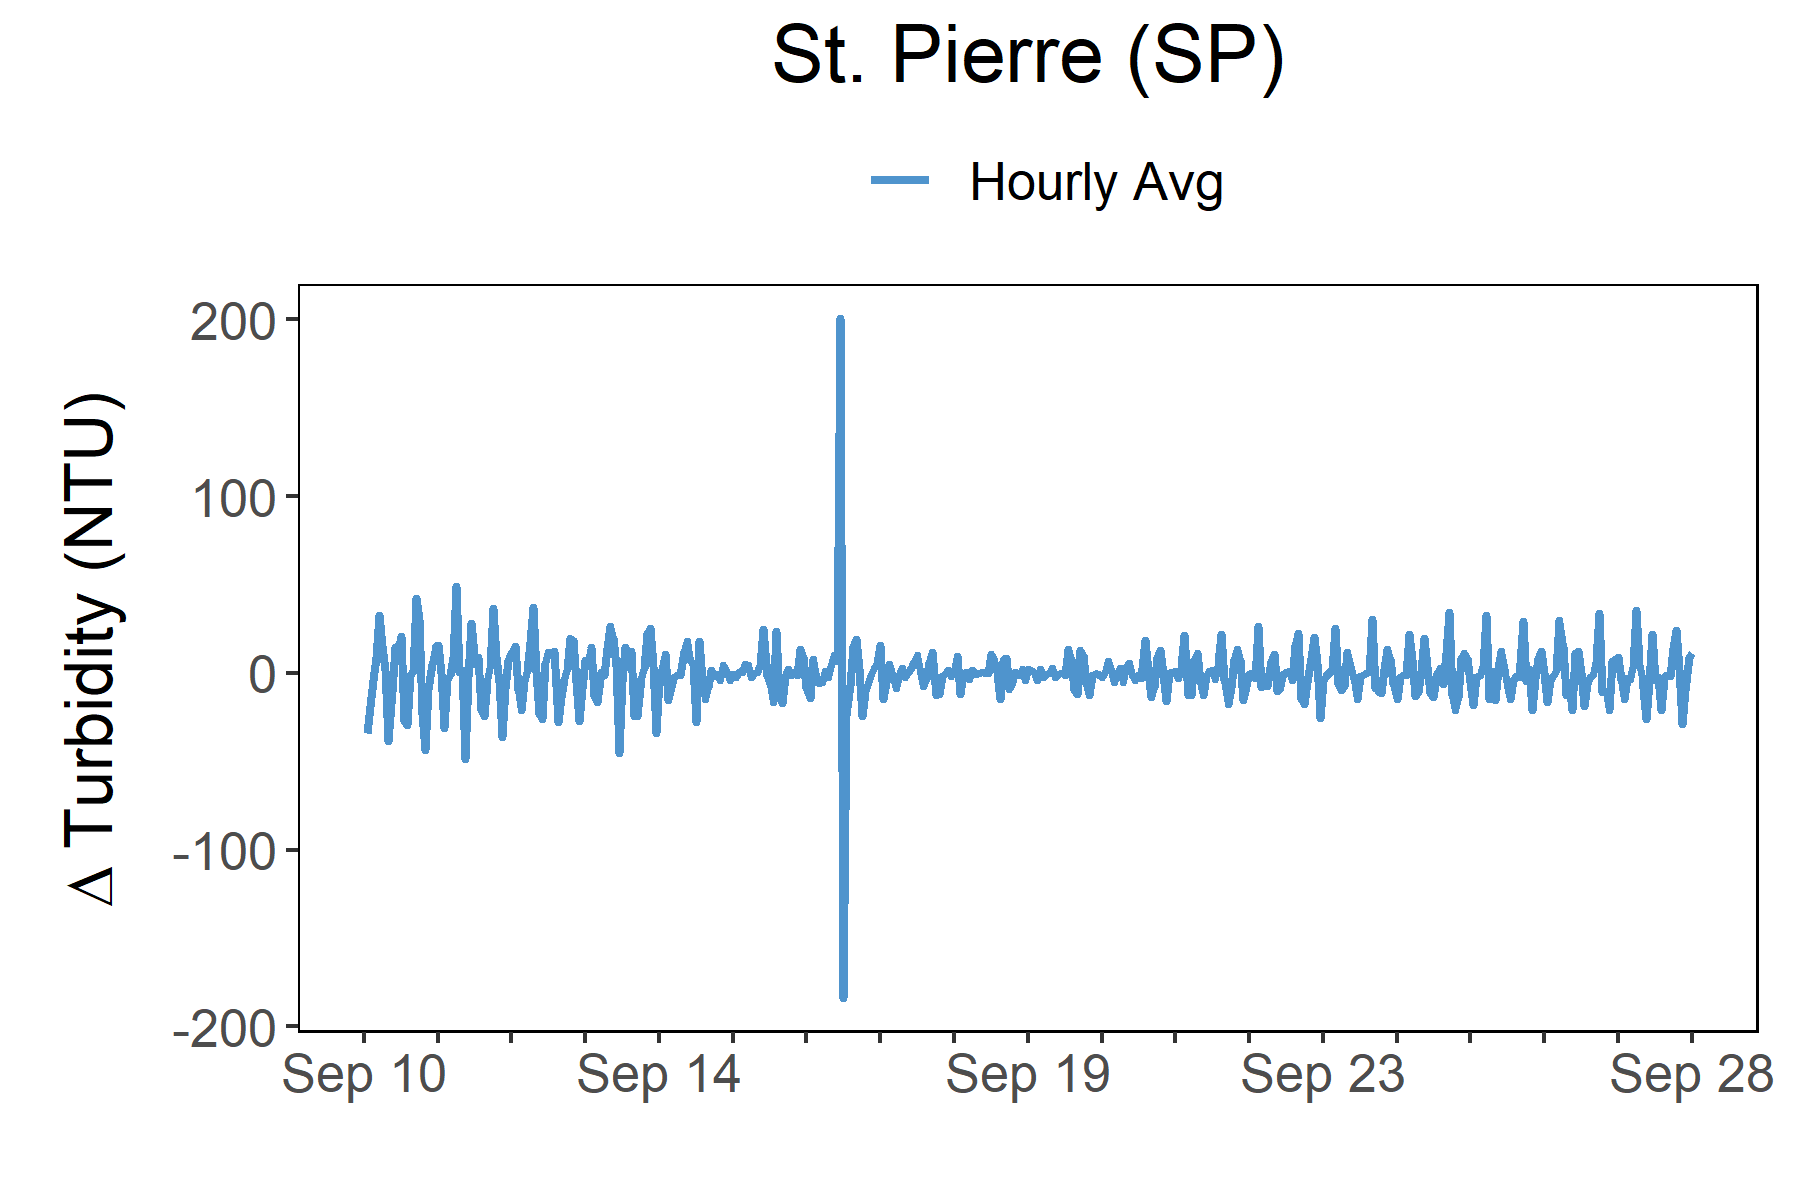 St. Pierre (SP)
Hourly Avg
Δ Turbidity (NTU)
200
100
0
-100
-200
Sep 10 Sep 14 Sep 19 Sep 23 Sep 28